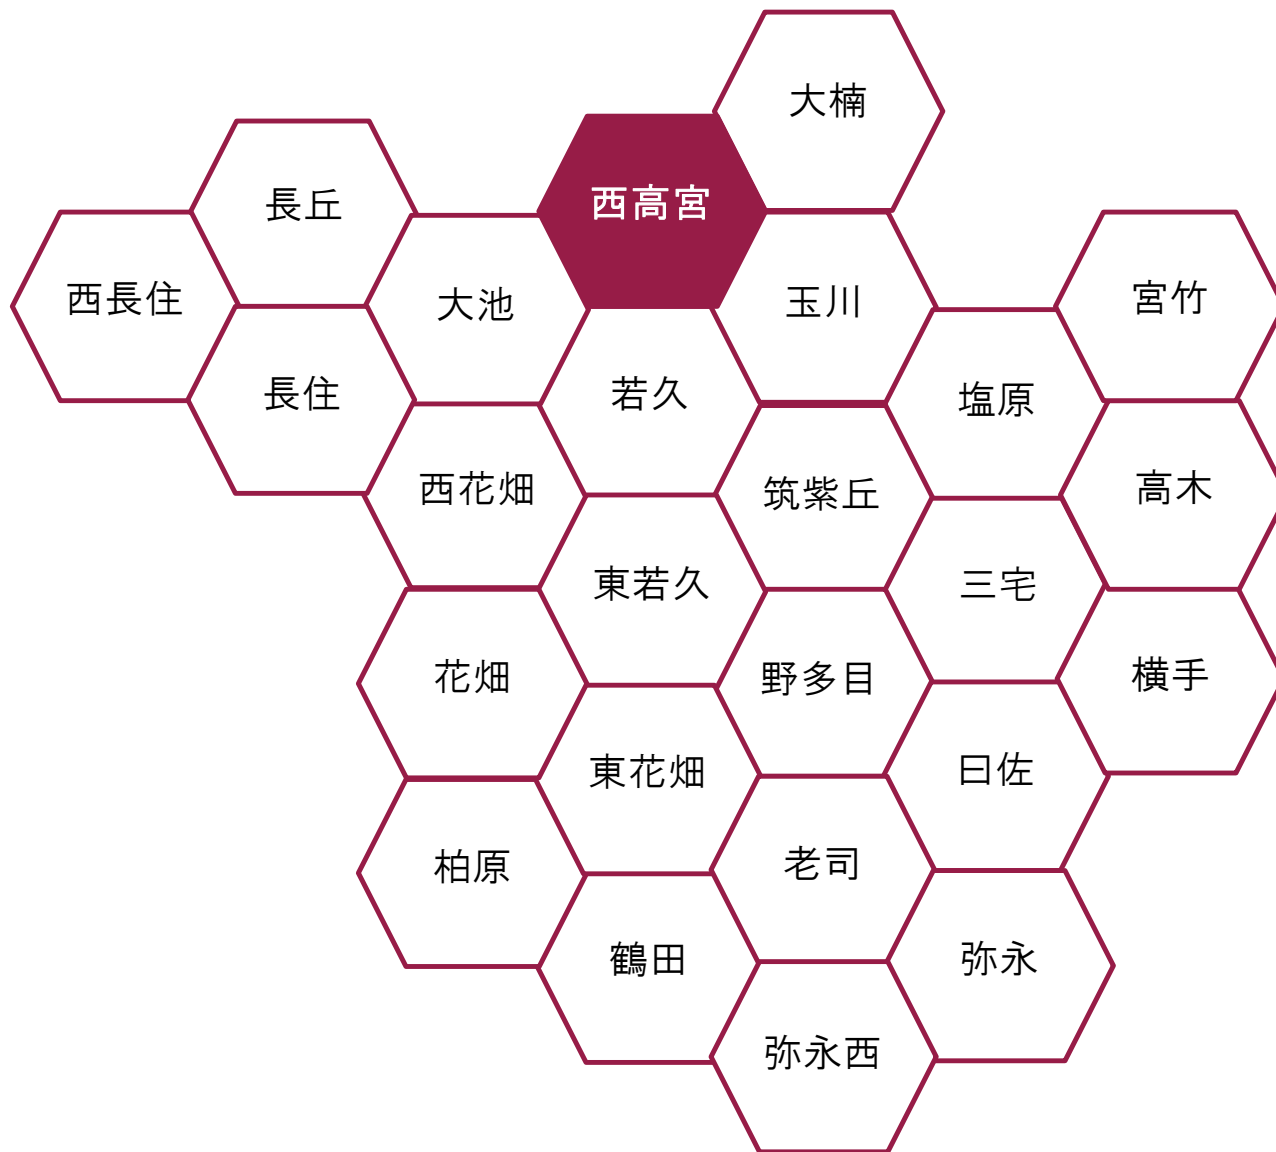 大楠
西高宮
長丘
西長住
大池
玉川
宮竹
長住
若久
塩原
西花畑
筑紫丘
高木
東若久
三宅
花畑
野多目
横手
東花畑
曰佐
柏原
老司
鶴田
弥永
弥永西